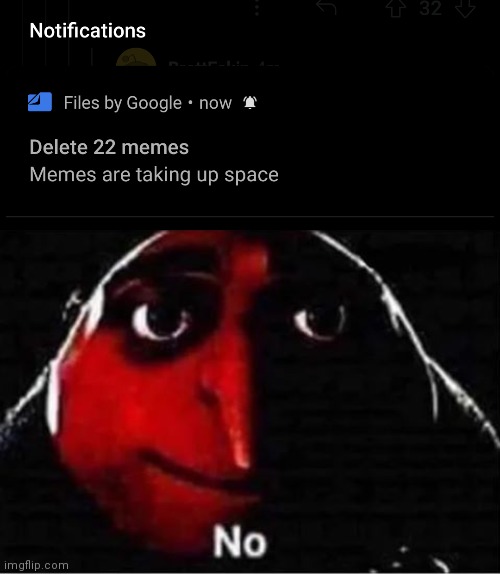 32
Notifications
Files by Google • now
Delete 22 memes
Memes are taking up space
No
imgflip.com